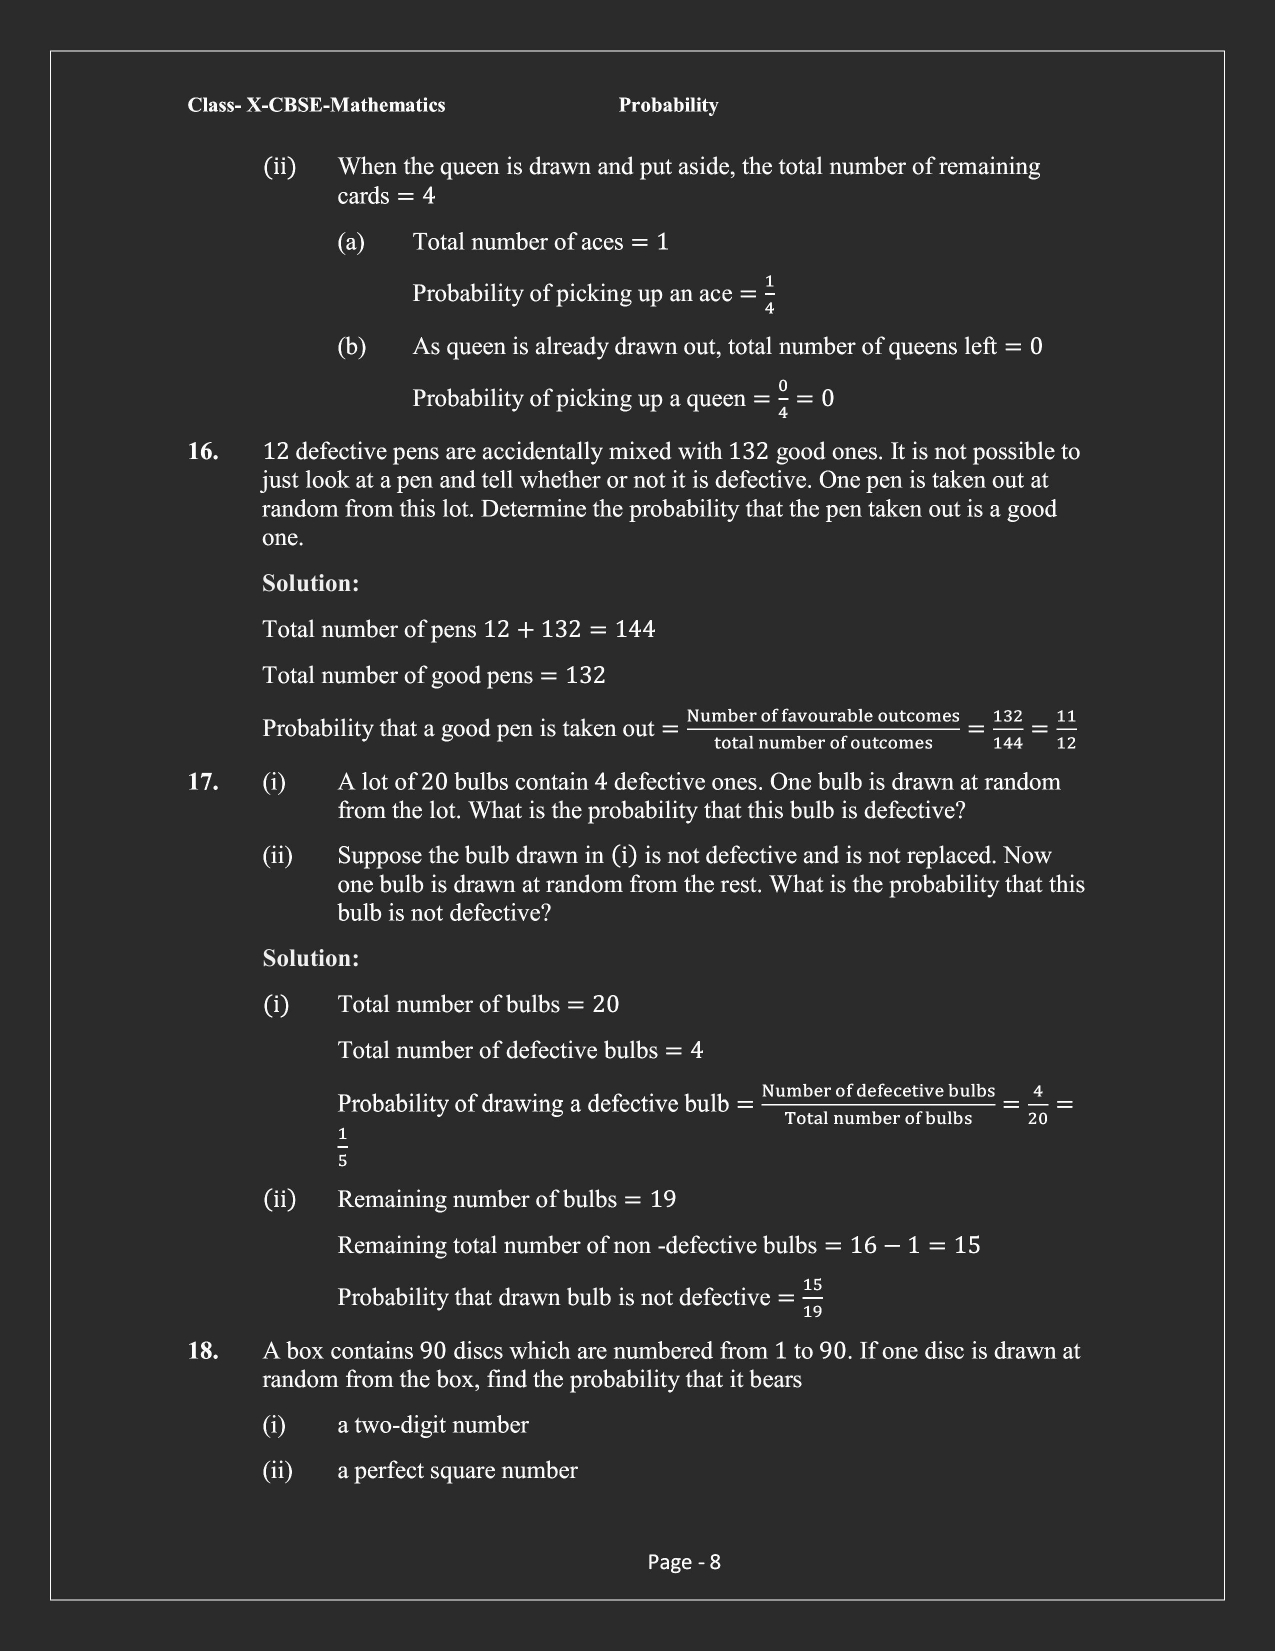 Class- X-CBSE-Mathematics Probability
(ii) When the queen is drawn and put aside, the total number of remaining
cards = 4
(a) Total number of aces = 1
Probability of picking up an ace = 1/4
(b) As queen is already drawn out, total number of queens left = 0
Probability of picking up a queen = 0/4 = 0
16. 12 defective pens are accidentally mixed with 132 good ones. It is not possible to
just look at a pen and tell whether or not it is defective. One pen is taken out at
random from this lot. Determine the probability that the pen taken out is a good
one.
Solution:
Total number of pens 12 + 132 = 144
Total number of good pens = 132
Probability that a good pen is taken out = Number of favourable outcomes/total number of outcomes = 132/144 = 11/12
17. (i) A lot of 20 bulbs contain 4 defective ones. One bulb is drawn at random
from the lot. What is the probability that this bulb is defective?
(ii) Suppose the bulb drawn in (i) is not defective and is not replaced. Now
one bulb is drawn at random from the rest. What is the probability that this
bulb is not defective?
Solution:
(i) Total number of bulbs = 20
Total number of defective bulbs = 4
Probability of drawing a defective bulb = Number of defecetive bulbs/Total number of bulbs = 4/20 =
1/5
(ii) Remaining number of bulbs = 19
Remaining total number of non -defective bulbs = 16 − 1 = 15
Probability that drawn bulb is not defective = 15/19
18. A box contains 90 discs which are numbered from 1 to 90. If one disc is drawn at
random from the box, find the probability that it bears
(i) a two-digit number
(ii) a perfect square number
Page - 8